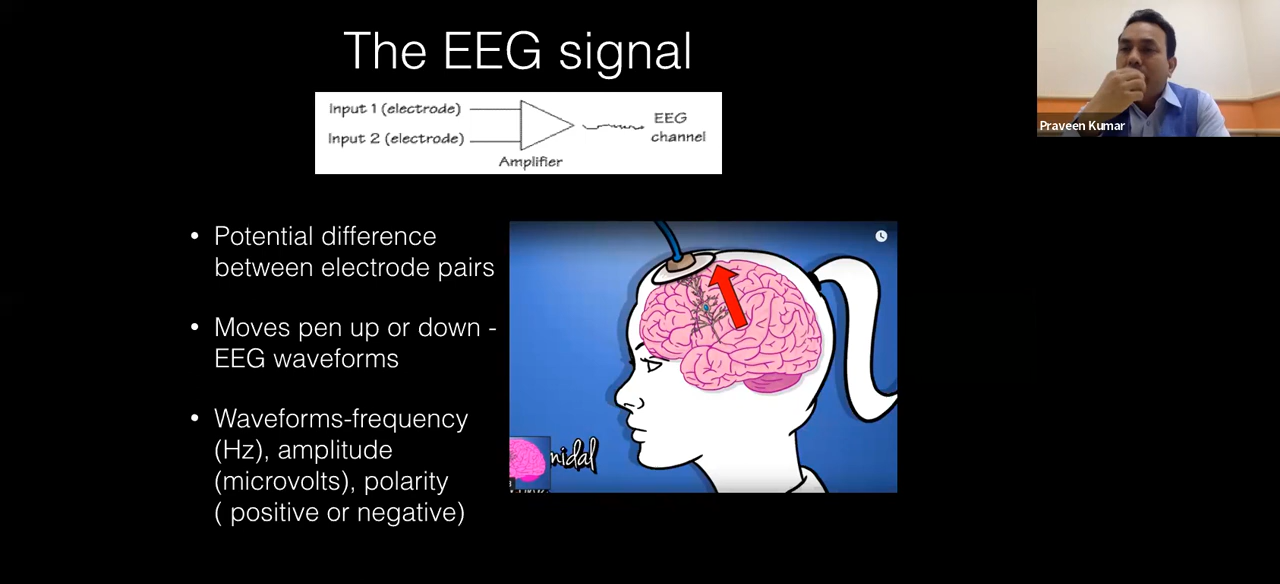 The EEG signal
Input 1 (electrode)
Input 2 (electrode)
Amplifier
EEG
channel
Praveen Kumar
• Potential difference
between electrode pairs
• Moves pen up or down -
EEG waveforms
• Waveforms-frequency
(Hz), amplitude
(microvolts), polarity
( positive or negative)